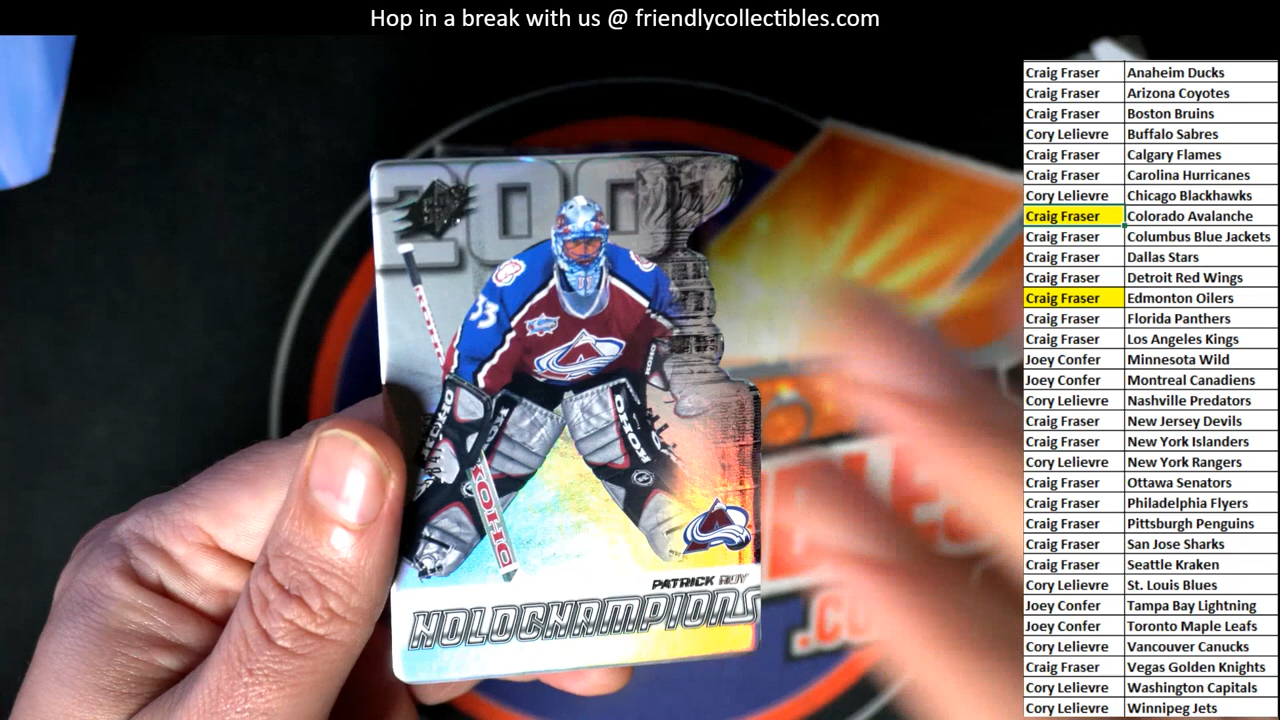 Hop in a break with us @ friendlycollectibles.com
Craig Fraser Anaheim Ducks
Craig Fraser Arizona Coyotes
Craig Fraser Boston Bruins
Cory Lelievre Buffalo Sabres
Craig Fraser Calgary Flames
Craig Fraser Carolina Hurricanes
Cory Lelievre Chicago Blackhawks
Craig Fraser Colorado Avalanche
Craig Fraser Columbus Blue Jackets
Craig Fraser Dallas Stars
Craig Fraser Detroit Red Wings
Craig Fraser Edmonton Oilers
Craig Fraser Florida Panthers
Craig Fraser Los Angeles Kings
Joey Confer Minnesota Wild
Joey Confer Montreal Canadiens
Cory Lelievre Nashville Predators
Craig Fraser New Jersey Devils
Craig Fraser New York Islanders
Cory Lelievre New York Rangers
Craig Fraser Ottawa Senators
Craig Fraser Philadelphia Flyers
Craig Fraser Pittsburgh Penguins
Craig Fraser San Jose Sharks
Craig Fraser Seattle Kraken
Cory Lelievre St. Louis Blues
Joey Confer Tampa Bay Lightning
Joey Confer Toronto Maple Leafs
Cory Lelievre Vancouver Canucks
Craig Fraser Vegas Golden Knights
Cory Lelievre Washington Capitals
Cory Lelievre Winnipeg Jets
2001
33
KOHO
KOHO
KOHO
PATRICK ROY
HOLOCHAMPIONS